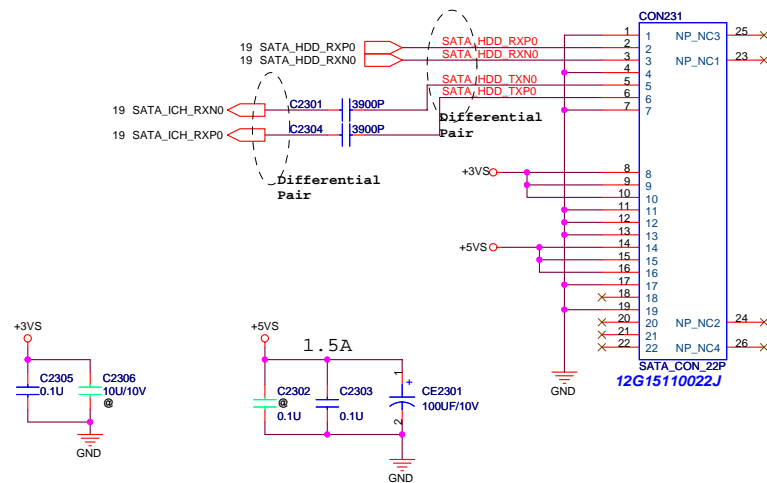 CON231
19 SATA_HDD_RXP0
19 SATA_HDD_RXN0
SATA_HDD_RXP0
SATA_HDD_RXN0
SATA_HDD_TXN0
SATA_HDD_TXP0
19 SATA_ICH_RXN0
C2301
3900P
19 SATA_ICH_RXP0
C2304
3900P
Differential
Pair
Differential
Pair
1 1 NP_NC3 25
2 2
3 3 NP_NC1 23
4 4
5 5
6 6
7 7
+3VS
8 8
9 9
10 10
11 11
12 12
13 13
+5VS
14 14
15 15
16 16
17 17
18 18
19 19
20 20 NP_NC2 24
21 21
22 22 NP_NC4 26
SATA_CON_22P
12G15110022J
GND
+3VS
C2305
0.1U
C2306
10U/10V
@
GND
+5VS
1.5A
C2302
@
0.1U
C2303
0.1U
1
+
CE2301
100UF/10V
2
GND